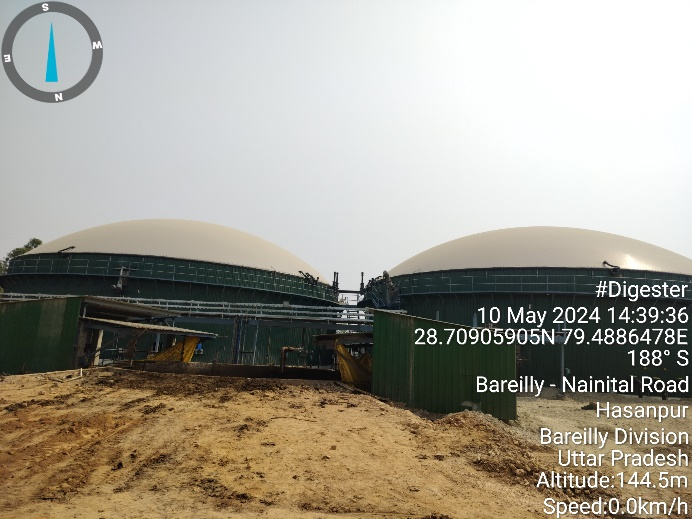 S
E W
N
#Digester
10 May 2024 14:39:36
28.70905905N 79.4886478E
188° S
Bareilly - Nainital Road
Hasanpur
Bareilly Division
Uttar Pradesh
Altitude:144.5m
Speed:0.0km/h